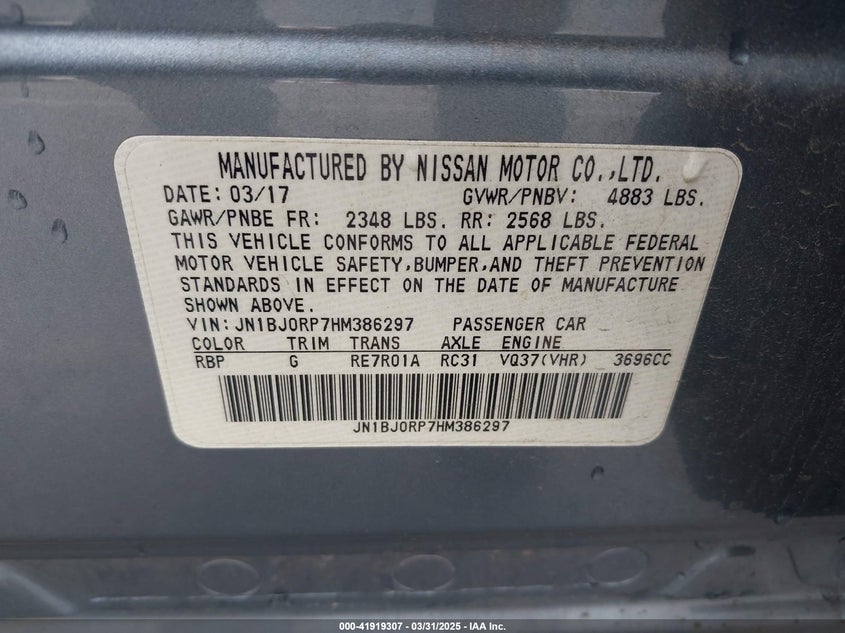 MANUFACTURED BY NISSAN MOTOR CO.,LTD.
DATE: 03/17 GVWR/PNBV: 4883 LBS.
GAWR/PNBE FR: 2348 LBS. RR: 2568 LBS.
THIS VEHICLE CONFORMS TO ALL APPLICABLE FEDERAL
MOTOR VEHICLE SAFETY,BUMPER,AND THEFT PREVENTION
STANDARDS IN EFFECT ON THE DATE OF MANUFACTURE
SHOWN ABOVE.
VIN: JN1BJ0RP7HM386297 PASSENGER CAR
COLOR TRIM TRANS AXLE ENGINE
RBP G RE7R01A RC31 VQ37(VHR) 3696CC
JN1BJ0RP7HM386297
000-41919307 - 03/31/2025 - IAA Inc.